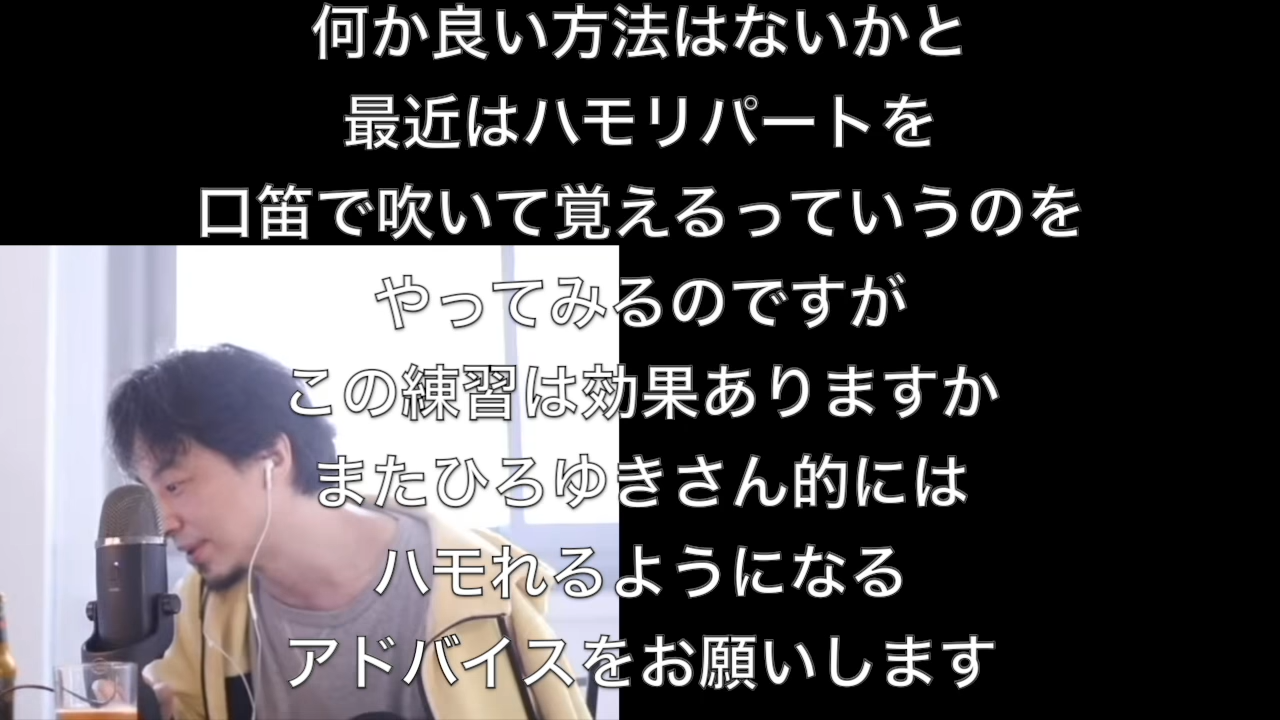 何か良い方法はないかと
最近はハモリパートを
口笛で吹いて覚えるっていうのを
やってみるのですが
この練習は効果ありますか
またひろゆきさん的には
ハモれるようになる
アドバイスをお願いします